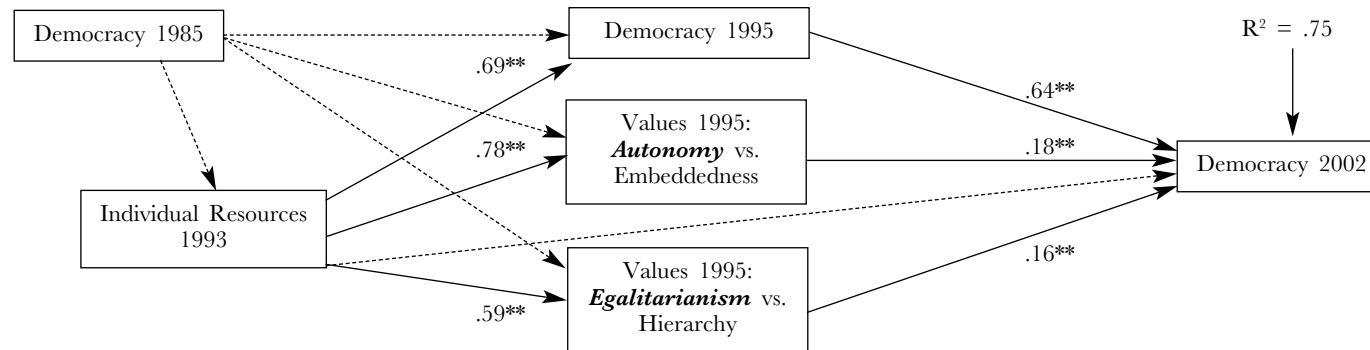 Democracy 1985
Democracy 1995
R² = .75
.69**
.64**
Values 1995:
Autonomy vs.
Embeddedness
.78**
.18**
Democracy 2002
Individual Resources
1993
Values 1995:
Egalitarianism vs.
Hierarchy
.16**
.59**